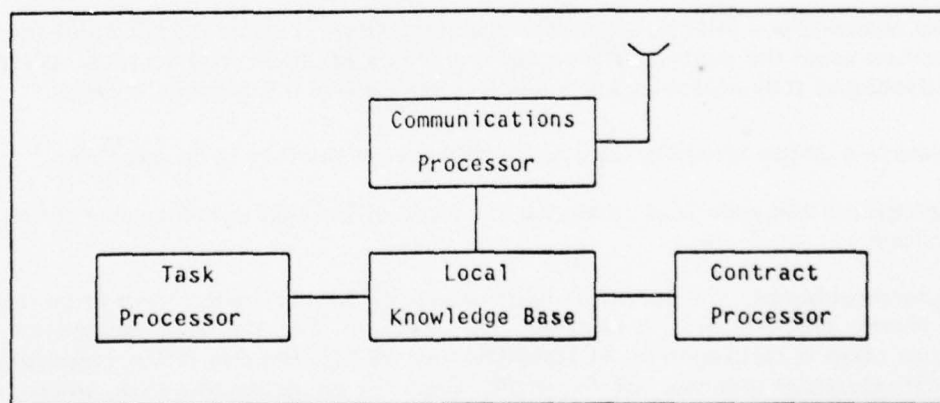 Communications
Processor
Task
Processor
Local
Knowledge Base
Contract
Processor